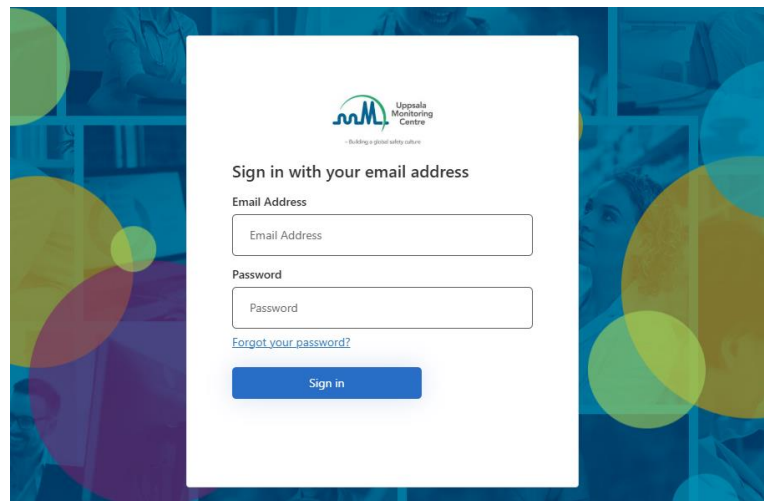 Uppsala
Monitoring
Centre
– Building a global safety culture
Sign in with your email address
Email Address
Email Address
Password
Password
Forgot your password?
Sign in